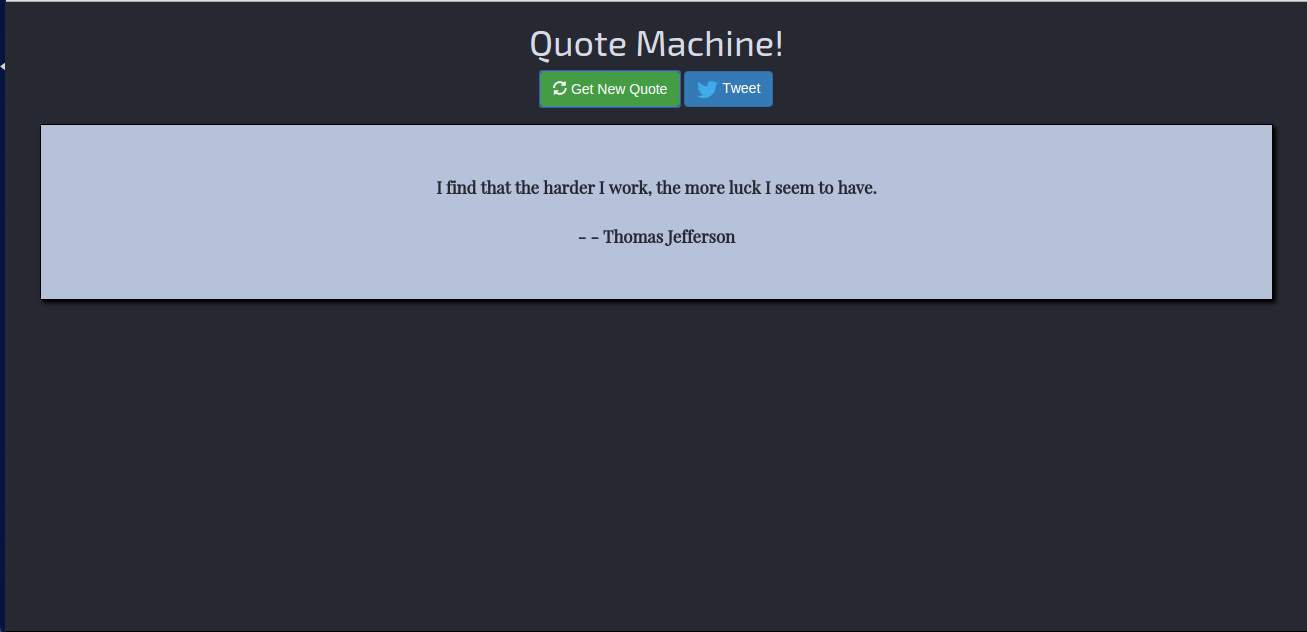 Quote Machine!
Get New Quote Tweet
I find that the harder I work, the more luck I seem to have.
- - Thomas Jefferson